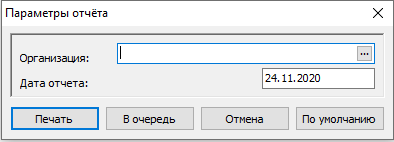 Параметры отчёта
Организация:
...
Дата отчета:
24.11.2020
Печать
В очередь
Отмена
По умолчанию